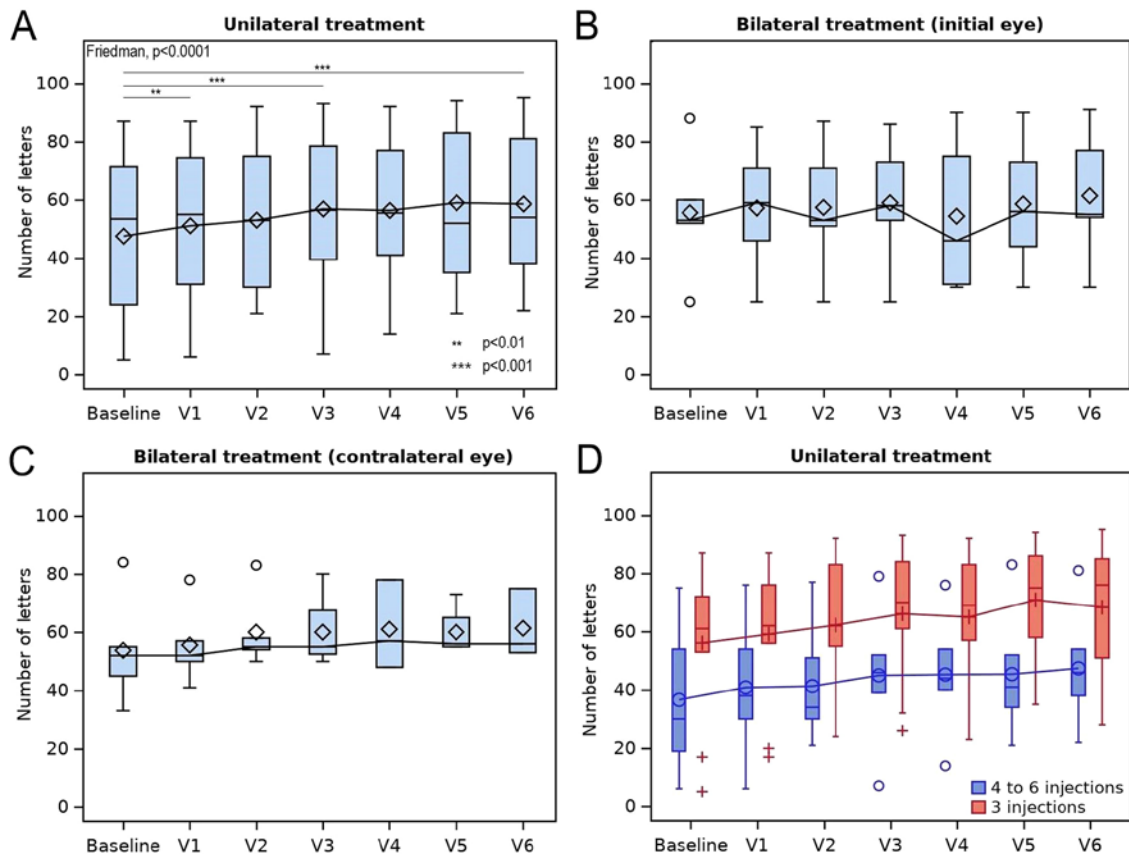 A
Unilateral treatment
Friedman, p<0.0001
***
***
**
Number of letters
100
80
60
40
20
0
** p<0.01
*** p<0.001
Baseline V1 V2 V3 V4 V5 V6
B
Bilateral treatment (initial eye)
Number of letters
100
80
60
40
20
0
Baseline V1 V2 V3 V4 V5 V6
C
Bilateral treatment (contralateral eye)
Number of letters
100
80
60
40
20
0
Baseline V1 V2 V3 V4 V5 V6
D
Unilateral treatment
Number of letters
100
80
60
40
20
0
4 to 6 injections
3 injections
Baseline V1 V2 V3 V4 V5 V6